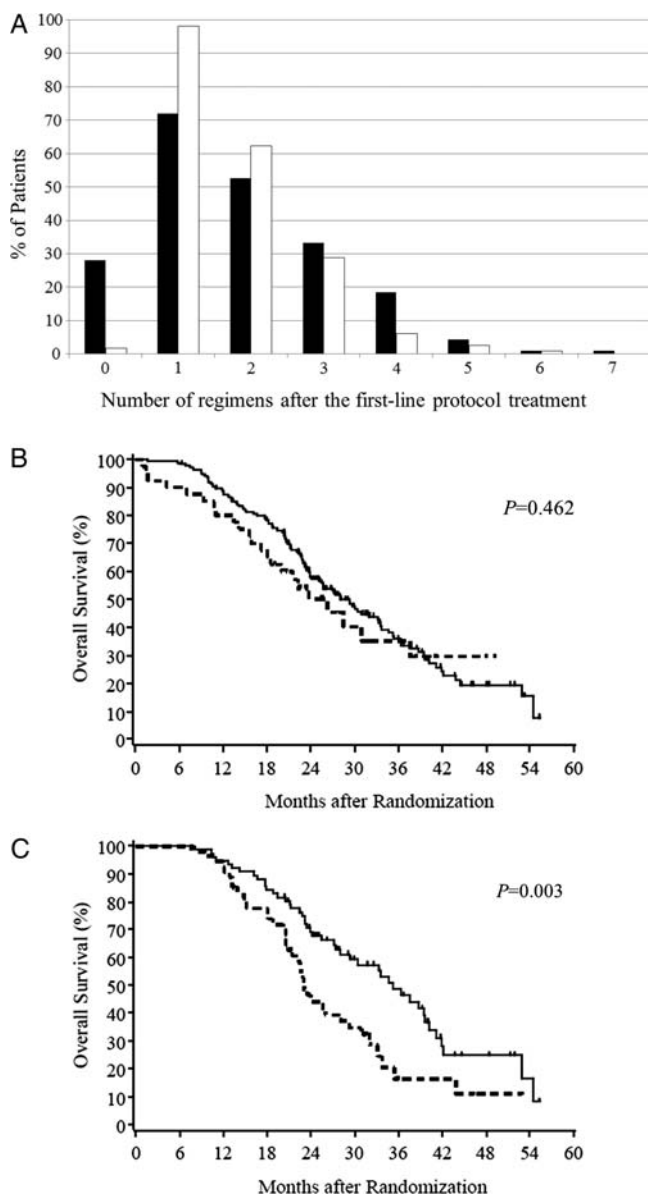 A
100
90
80
70
60
50
40
30
20
10
0
% of Patients
0 1 2 3 4 5 6 7
Number of regimens after the first-line protocol treatment
B
100
90
80
70
60
50
40
30
20
10
0
Overall Survival (%)
P=0.462
0 6 12 18 24 30 36 42 48 54 60
Months after Randomization
C
100
90
80
70
60
50
40
30
20
10
0
Overall Survival (%)
P=0.003
0 6 12 18 24 30 36 42 48 54 60
Months after Randomization